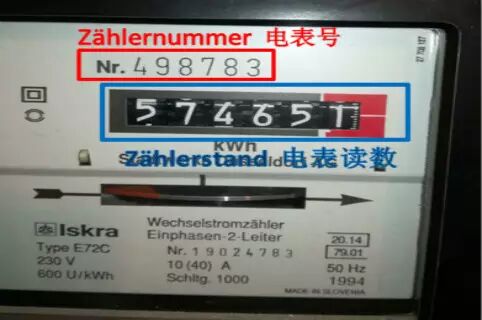 Zählernummer 电表号
Nr. 498783
574651
kWh
Zählerstand 电表读数
Iskra
Type E72C
230 V
600 U/kWh
Wechselstromzähler
Einphasen-2-Leiter
Nr. 19024783
10 (40) A
Schltg. 1000
20.14
79.01
50 Hz
1994
MADE IN SLOVENIA